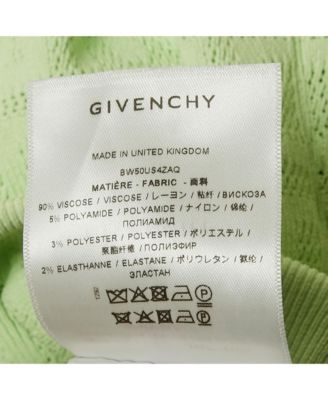 GIVENCHY
MADE IN UNITED KINGDOM
BW50US4ZAQ
MATIÈRE - FABRIC - 面料
90% VISCOSE / VISCOSE / レーヨン / 粘纤 / ВИСКОЗА
5% POLYAMIDE / POLYAMIDE / ナイロン / 锦纶 /
ПОЛИАМИД
3% POLYESTER / POLYESTER / ポリエステル /
聚酯纤维 / ПОЛИЭФИР
2% ELASTHANNE / ELASTANE / ポリウレタン / 氨纶 /
ЭЛАСТАН